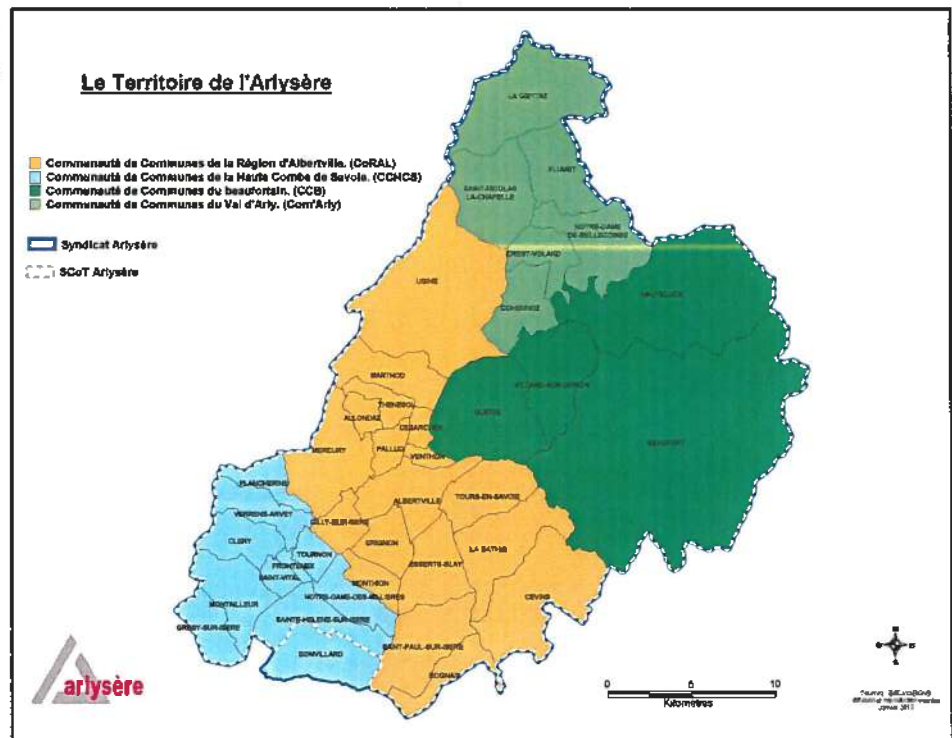 Le Territoire de l'Arlysère
Communauté de Communes de la Région d'Albertville. (CoRAL)
Communauté de Communes de la Haute Combe de Savoie. (CCHCS)
Communauté de Communes du beaufortain. (CCB)
Communauté de Communes du Val d'Arly. (Com'Arly)
Syndicat Arlysère
SCoT Arlysère
LA GIETTAZ
FLUMET
SAINT-NICOLAS
LA-CHAPELLE
NOTRE-DAME
DE-BELLECOMBE
CREST-VOLAND
COHENNOZ
UGINE
HAUTELUCE
VILLARD-SUR-DORON
QUEIGE
BEAUFORT
MARTHOD
THENESOL
ALLONDAZ
CESARCHES
PALLUD
VENTHON
MERCURY
PLANCHERINE
VERRENS-ARVEY
ALBERTVILLE
TOURS-EN-SAVOIE
GILLY-SUR-ISERE
CLERY
TOURNON
GRIGNON
LA BATHIE
FRONTENEX
SAINT-VITAL
ESSERTS-BLAY
MONTHION
NOTRE-DAME-DES-MILLIERES
CEVINS
MONTAILLEUR
SAINTE-HELENE-SUR-ISERE
GRESY-SUR-ISERE
BONVILLARD
SAINT-PAUL-SUR-ISERE
ROGNAIX
arlysère
0 5 10
Kilomètres